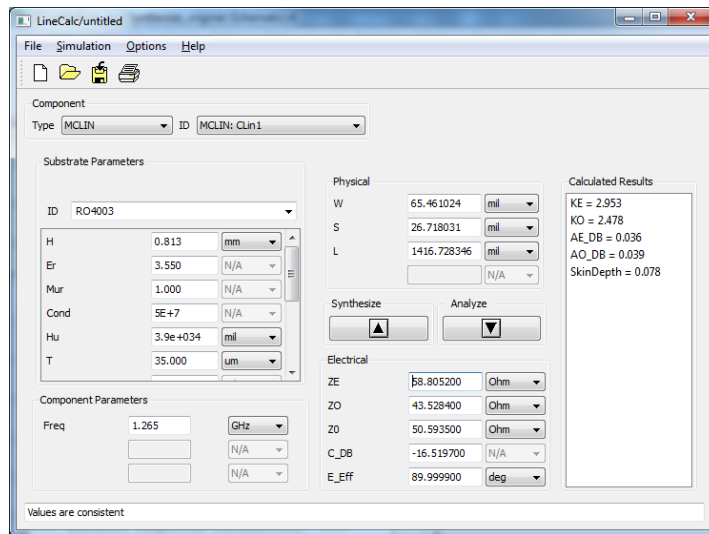 LineCalc/untitled
File Simulation Options Help
Component
Type MCLIN ID MCLIN: CLin1
Substrate Parameters
ID RO4003
H 0.813 mm
Er 3.550 N/A
Mur 1.000 N/A
Cond 5E+7 N/A
Hu 3.9e+034 mil
T 35.000 um
Component Parameters
Freq 1.265 GHz
N/A
N/A
Physical
W 65.461024 mil
S 26.718031 mil
L 1416.728346 mil
N/A
Synthesize Analyze
Electrical
ZE 58.805200 Ohm
ZO 43.528400 Ohm
Z0 50.593500 Ohm
C_DB -16.519700 N/A
E_Eff 89.999900 deg
Calculated Results
KE = 2.953
KO = 2.478
AE_DB = 0.036
AO_DB = 0.039
SkinDepth = 0.078
Values are consistent